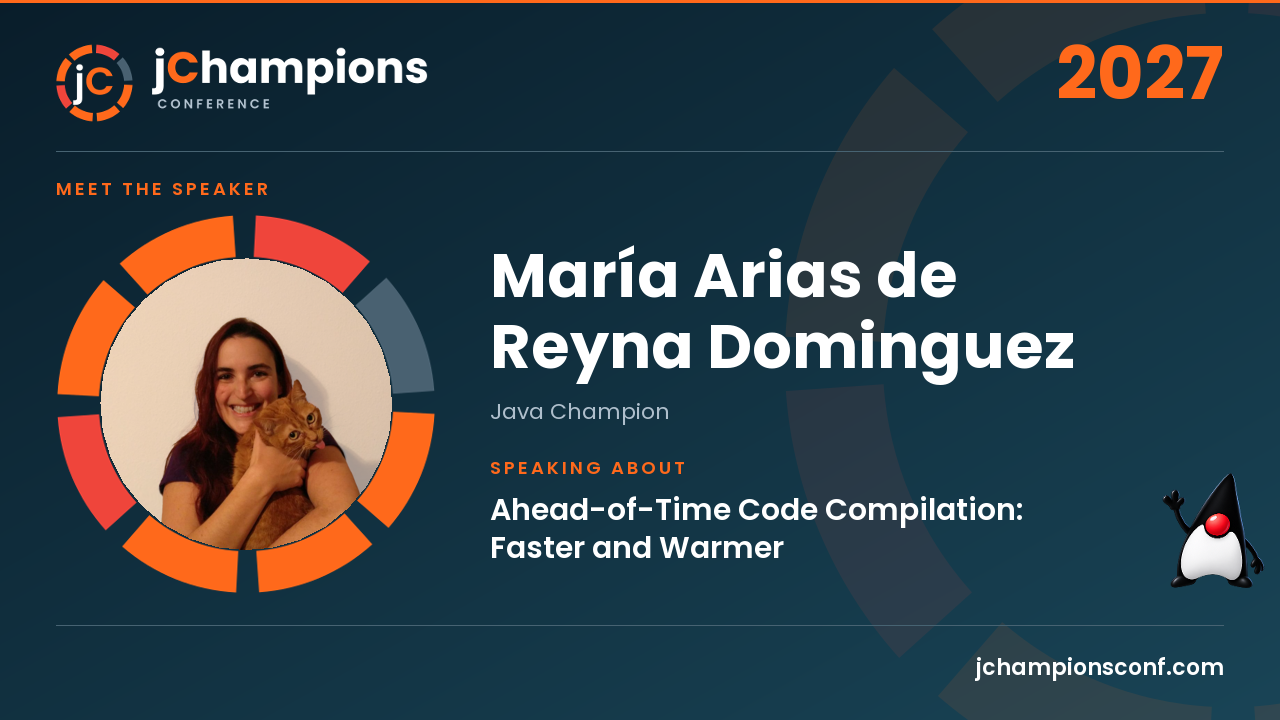 jC
jChampions
CONFERENCE
2027
MEET THE SPEAKER
María Arias de
Reyna Dominguez
Java Champion
SPEAKING ABOUT
Ahead-of-Time Code Compilation:
Faster and Warmer
jchampionsconf.com